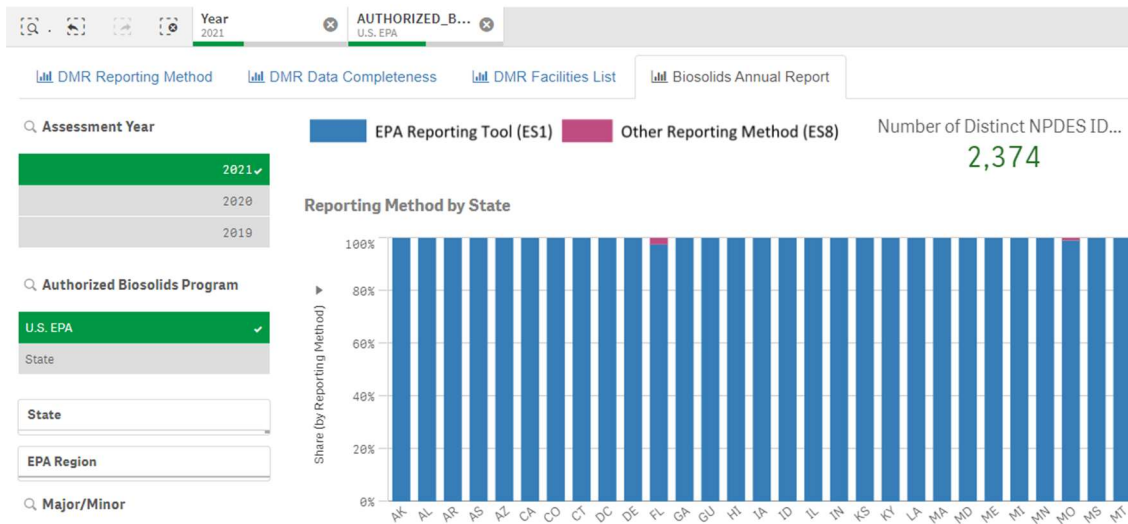 Year
2021
AUTHORIZED_B...
U.S. EPA
DMR Reporting Method
DMR Data Completeness
DMR Facilities List
Biosolids Annual Report
Assessment Year
2021
2020
2019
Authorized Biosolids Program
U.S. EPA
State
State
EPA Region
Major/Minor
EPA Reporting Tool (ES1)
Other Reporting Method (ES8)
Number of Distinct NPDES ID...
2,374
Reporting Method by State
Share (by Reporting Method)
100%
80%
60%
40%
20%
0%
AK AL AR AS AZ CA CO CT DC DE FL GA GU HI IA ID IL IN KS KY LA MA MD ME MI MN MO MS MT